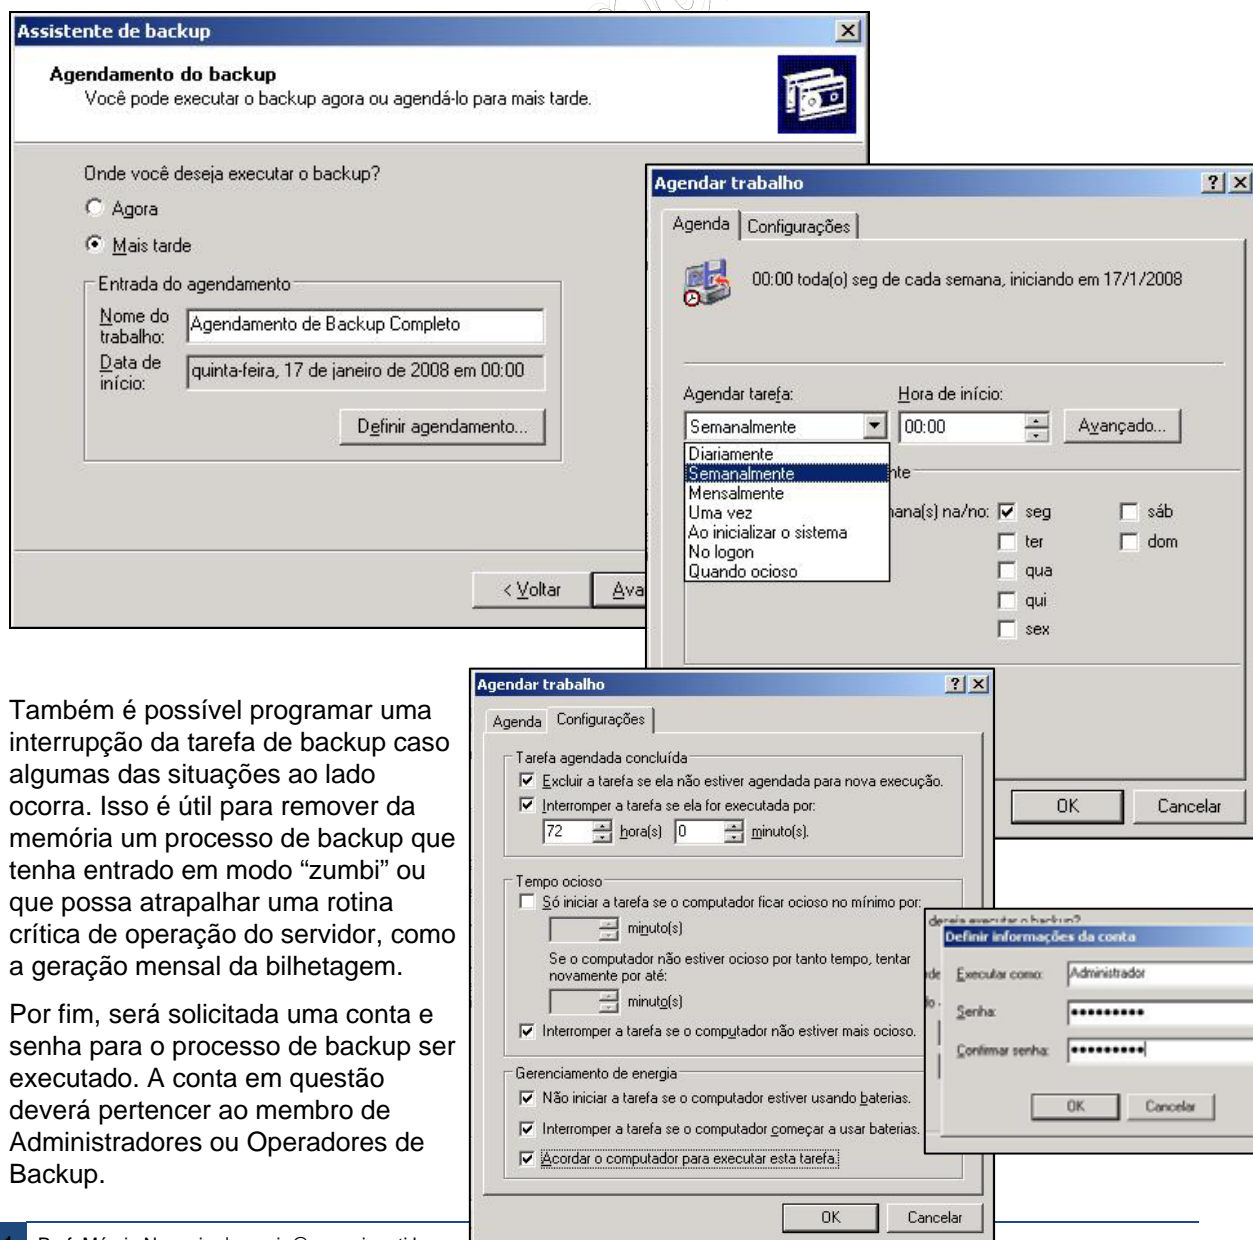 Assistente de backup
Agendamento do backup
Você pode executar o backup agora ou agendá-lo para mais tarde.
Onde você deseja executar o backup?
Agora
Mais tarde
Entrada do agendamento
Nome do trabalho:
Agendamento de Backup Completo
Data de início:
quinta-feira, 17 de janeiro de 2008 em 00:00
Definir agendamento...
< Voltar
Agendar trabalho
Agenda
Configurações
00:00 toda(o) seg de cada semana, iniciando em 17/1/2008
Agendar tarefa:
Hora de início:
Semanalmente
00:00
Avançado...
Diariamente
Semanalmente
Mensalmente
Uma vez
Ao inicializar o sistema
No logon
Quando ocioso
na/no:
seg
sáb
ter
dom
qua
qui
sex
OK
Cancelar
Também é possível programar uma
interrupção da tarefa de backup caso
algumas das situações ao lado
ocorra. Isso é útil para remover da
memória um processo de backup que
tenha entrado em modo “zumbi” ou
que possa atrapalhar uma rotina
crítica de operação do servidor, como
a geração mensal da bilhetagem.
Por fim, será solicitada uma conta e
senha para o processo de backup ser
executado. A conta em questão
deverá pertencer ao membro de
Administradores ou Operadores de
Backup.
Agendar trabalho
Agenda
Configurações
Tarefa agendada concluída
Excluir a tarefa se ela não estiver agendada para nova execução.
Interromper a tarefa se ela for executada por:
72 hora(s) 0 minuto(s).
Tempo ocioso
Só iniciar a tarefa se o computador ficar ocioso no mínimo por:
minuto(s)
Se o computador não estiver ocioso por tanto tempo, tentar
novamente por até:
minuto(s)
Interromper a tarefa se o computador não estiver mais ocioso.
Gerenciamento de energia
Não iniciar a tarefa se o computador estiver usando baterias.
Interromper a tarefa se o computador começar a usar baterias.
Acordar o computador para executar esta tarefa.
OK
Cancelar
Definir informações da conta
Executar como:
Administrador
Senha:
Confirmar senha:
OK
Cancelar